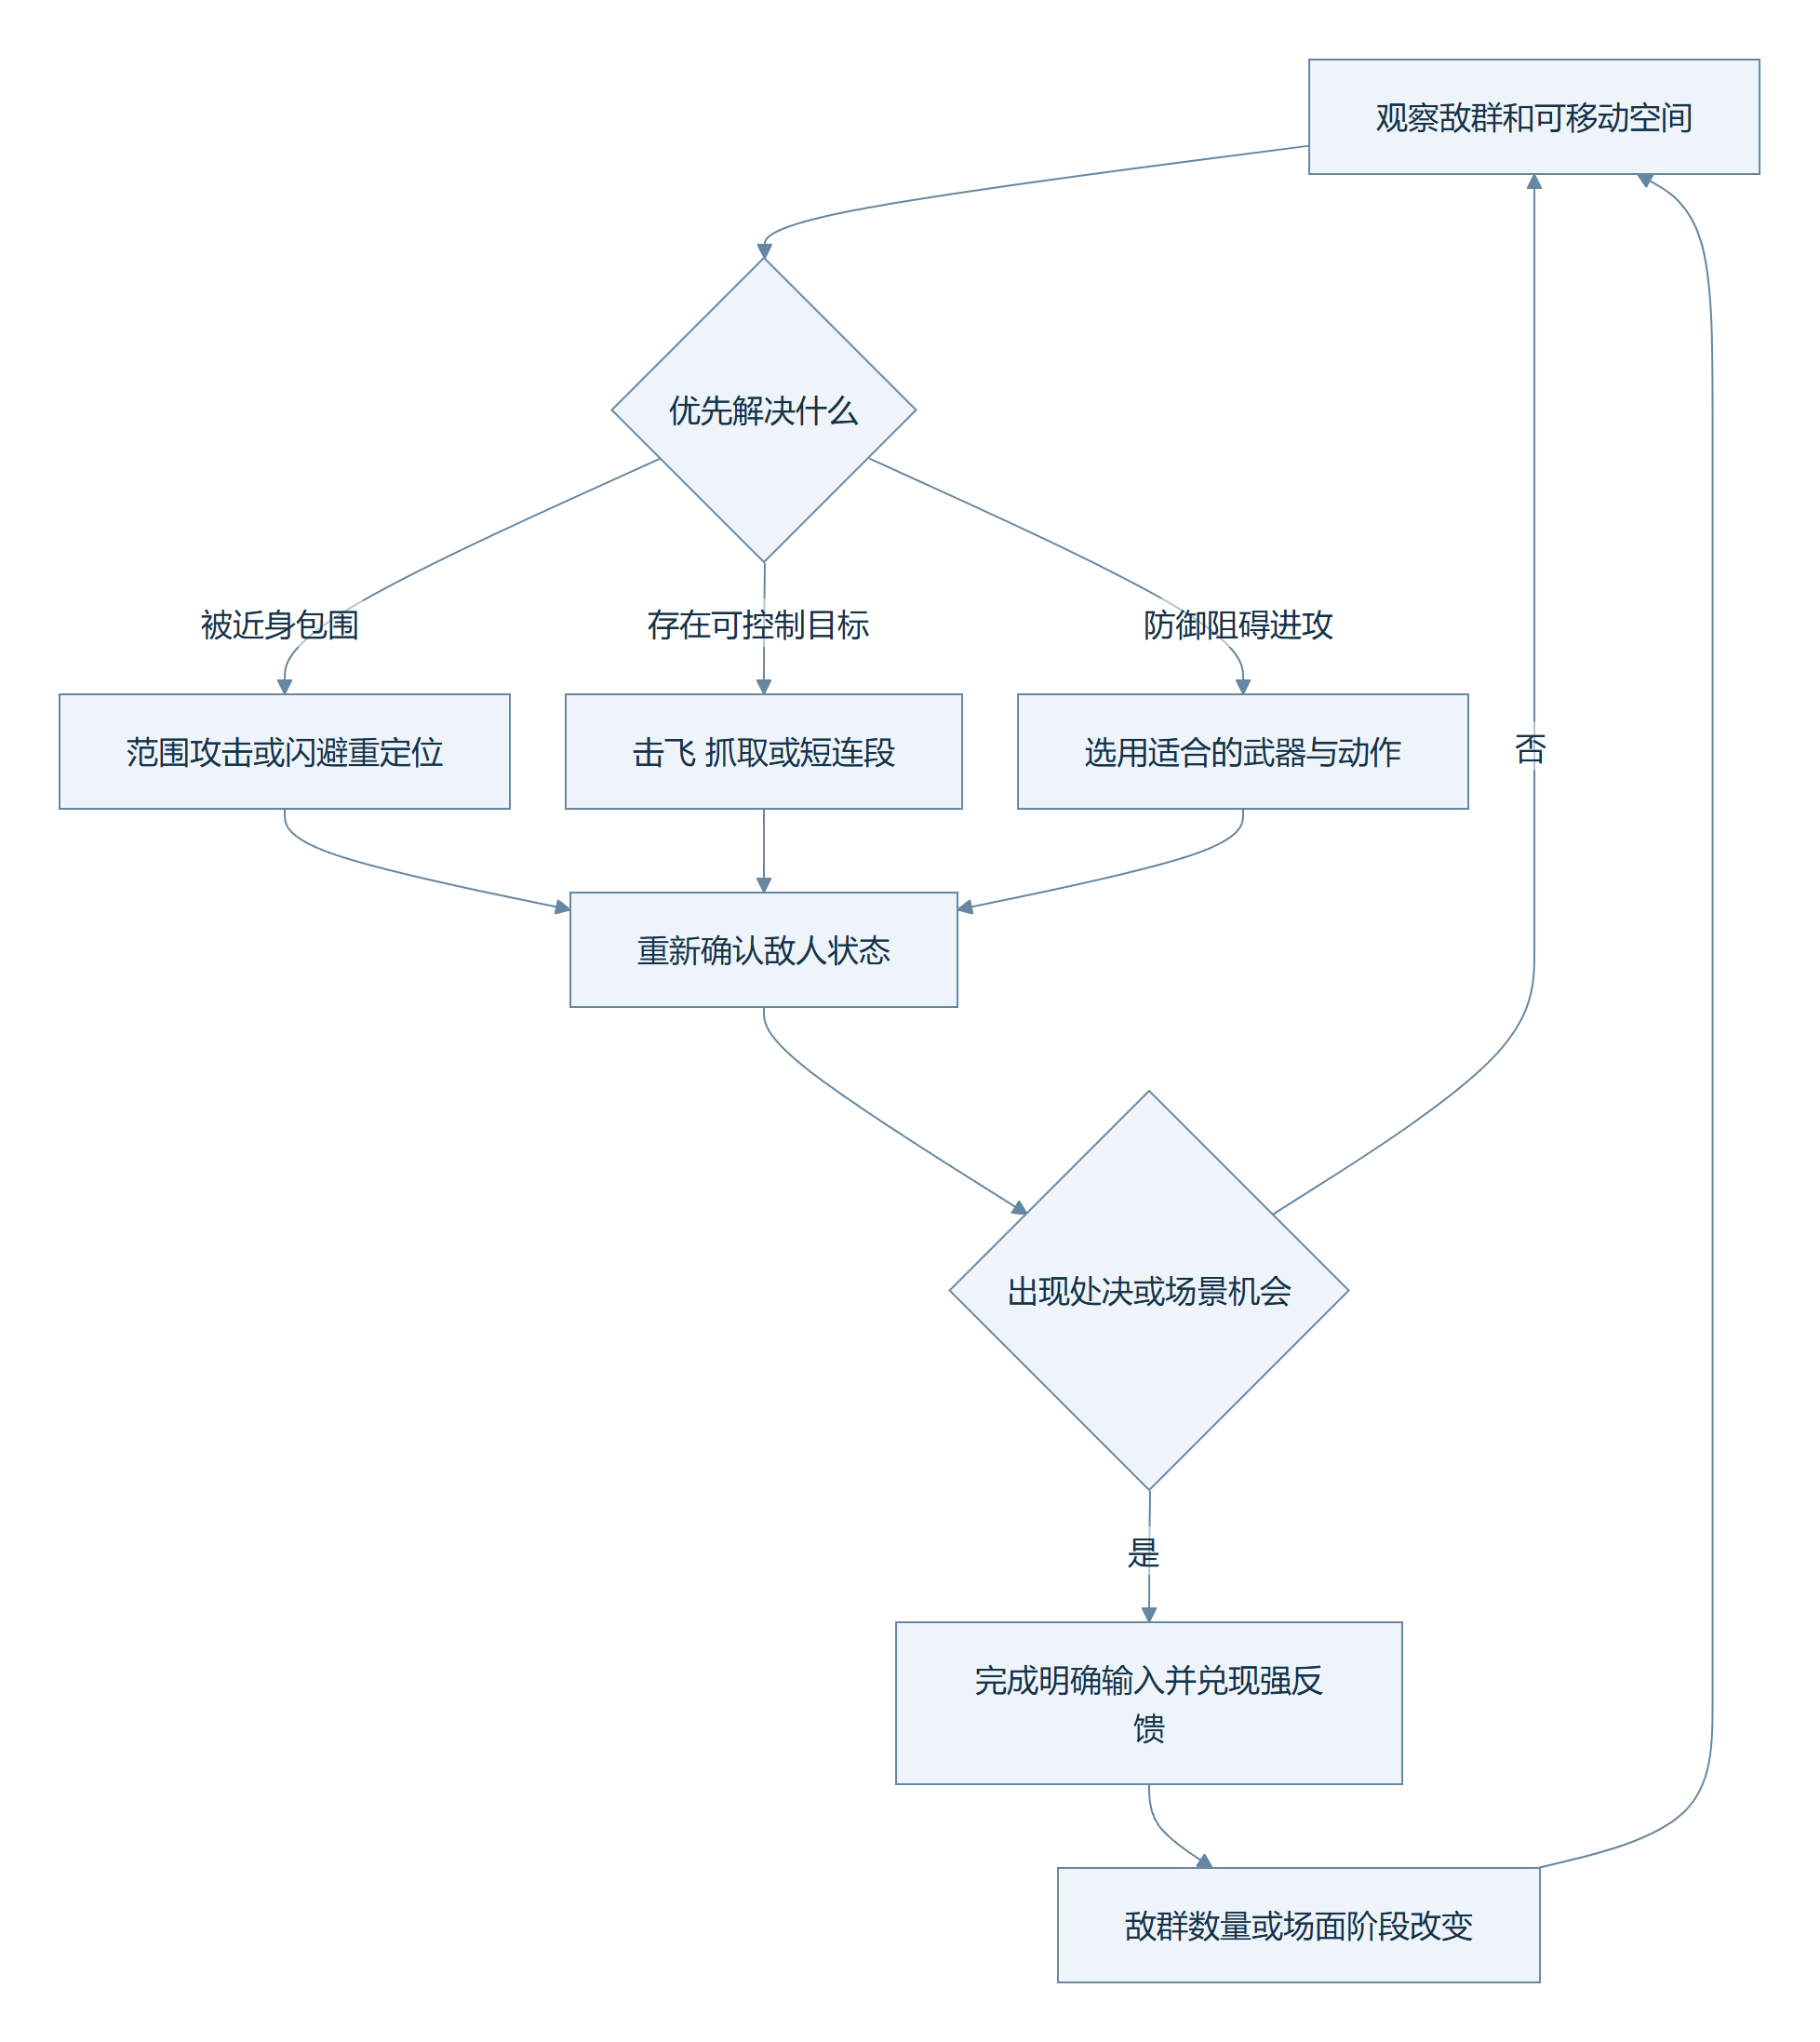 观察敌群和可移动空间
优先解决什么
被近身包围
存在可控制目标
防御阻碍进攻
范围攻击或闪避重定位
击飞 抓取或短连段
选用适合的武器与动作
否
重新确认敌人状态
出现处决或场景机会
是
完成明确输入并兑现强反
馈
敌群数量或场面阶段改变